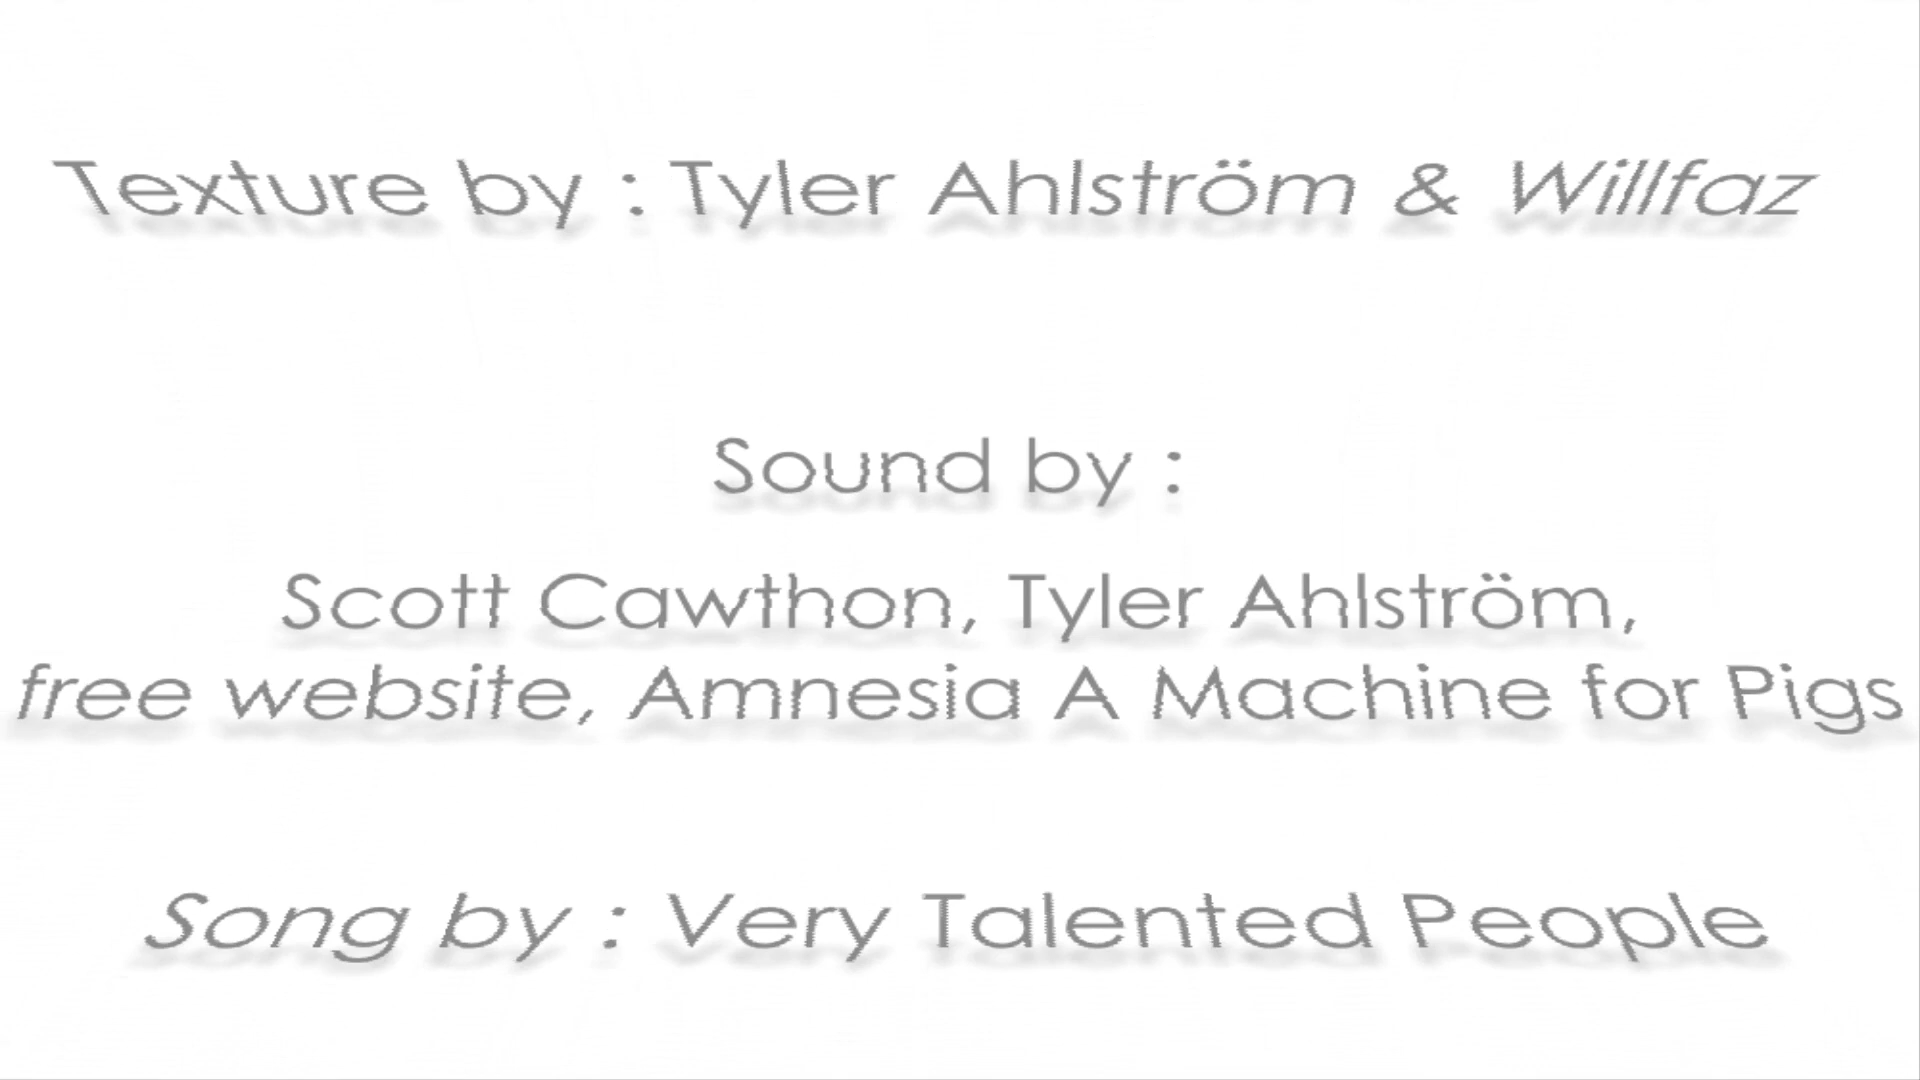 Texture by : Tyler Ahlström & Willfaz
Sound by :
Scott Cawthon, Tyler Ahlström,
free website, Amnesia A Machine for Pigs
Song by : Very Talented People